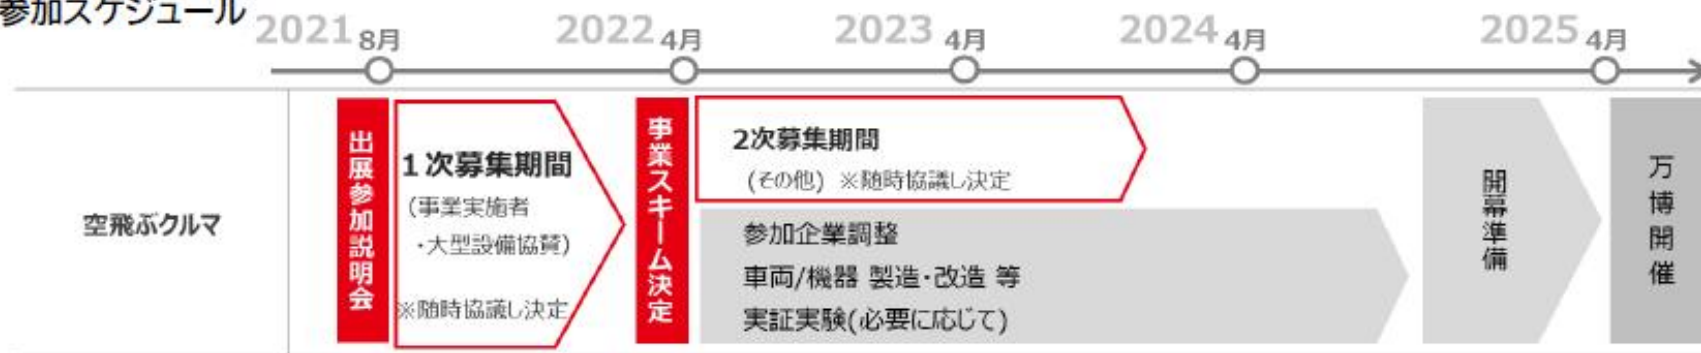 参加スケジュール
2021 8月
2022 4月
2023 4月
2024 4月
2025 4月
空飛ぶクルマ
出展参加説明会
1次募集期間
(事業実施者
・大型設備協賛)
※随時協議し決定
事業スキーム決定
2次募集期間
(その他) ※随時協議し決定
参加企業調整
車両/機器 製造・改造 等
実証実験(必要に応じて)
開幕準備
万博開催